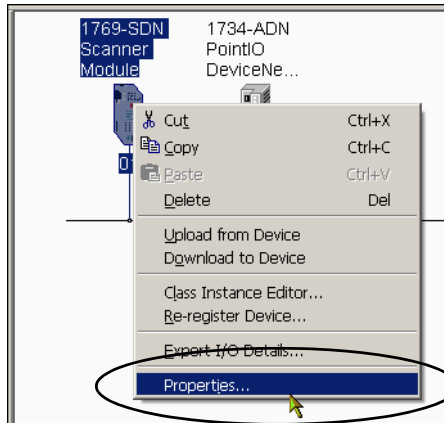 1769-SDN
Scanner
Module
1734-ADN
PointIO
DeviceNe...
Cut Ctrl+X
Copy Ctrl+C
Paste Ctrl+V
Delete Del
Upload from Device
Download to Device
Class Instance Editor...
Re-register Device...
Export I/O Details...
Properties...